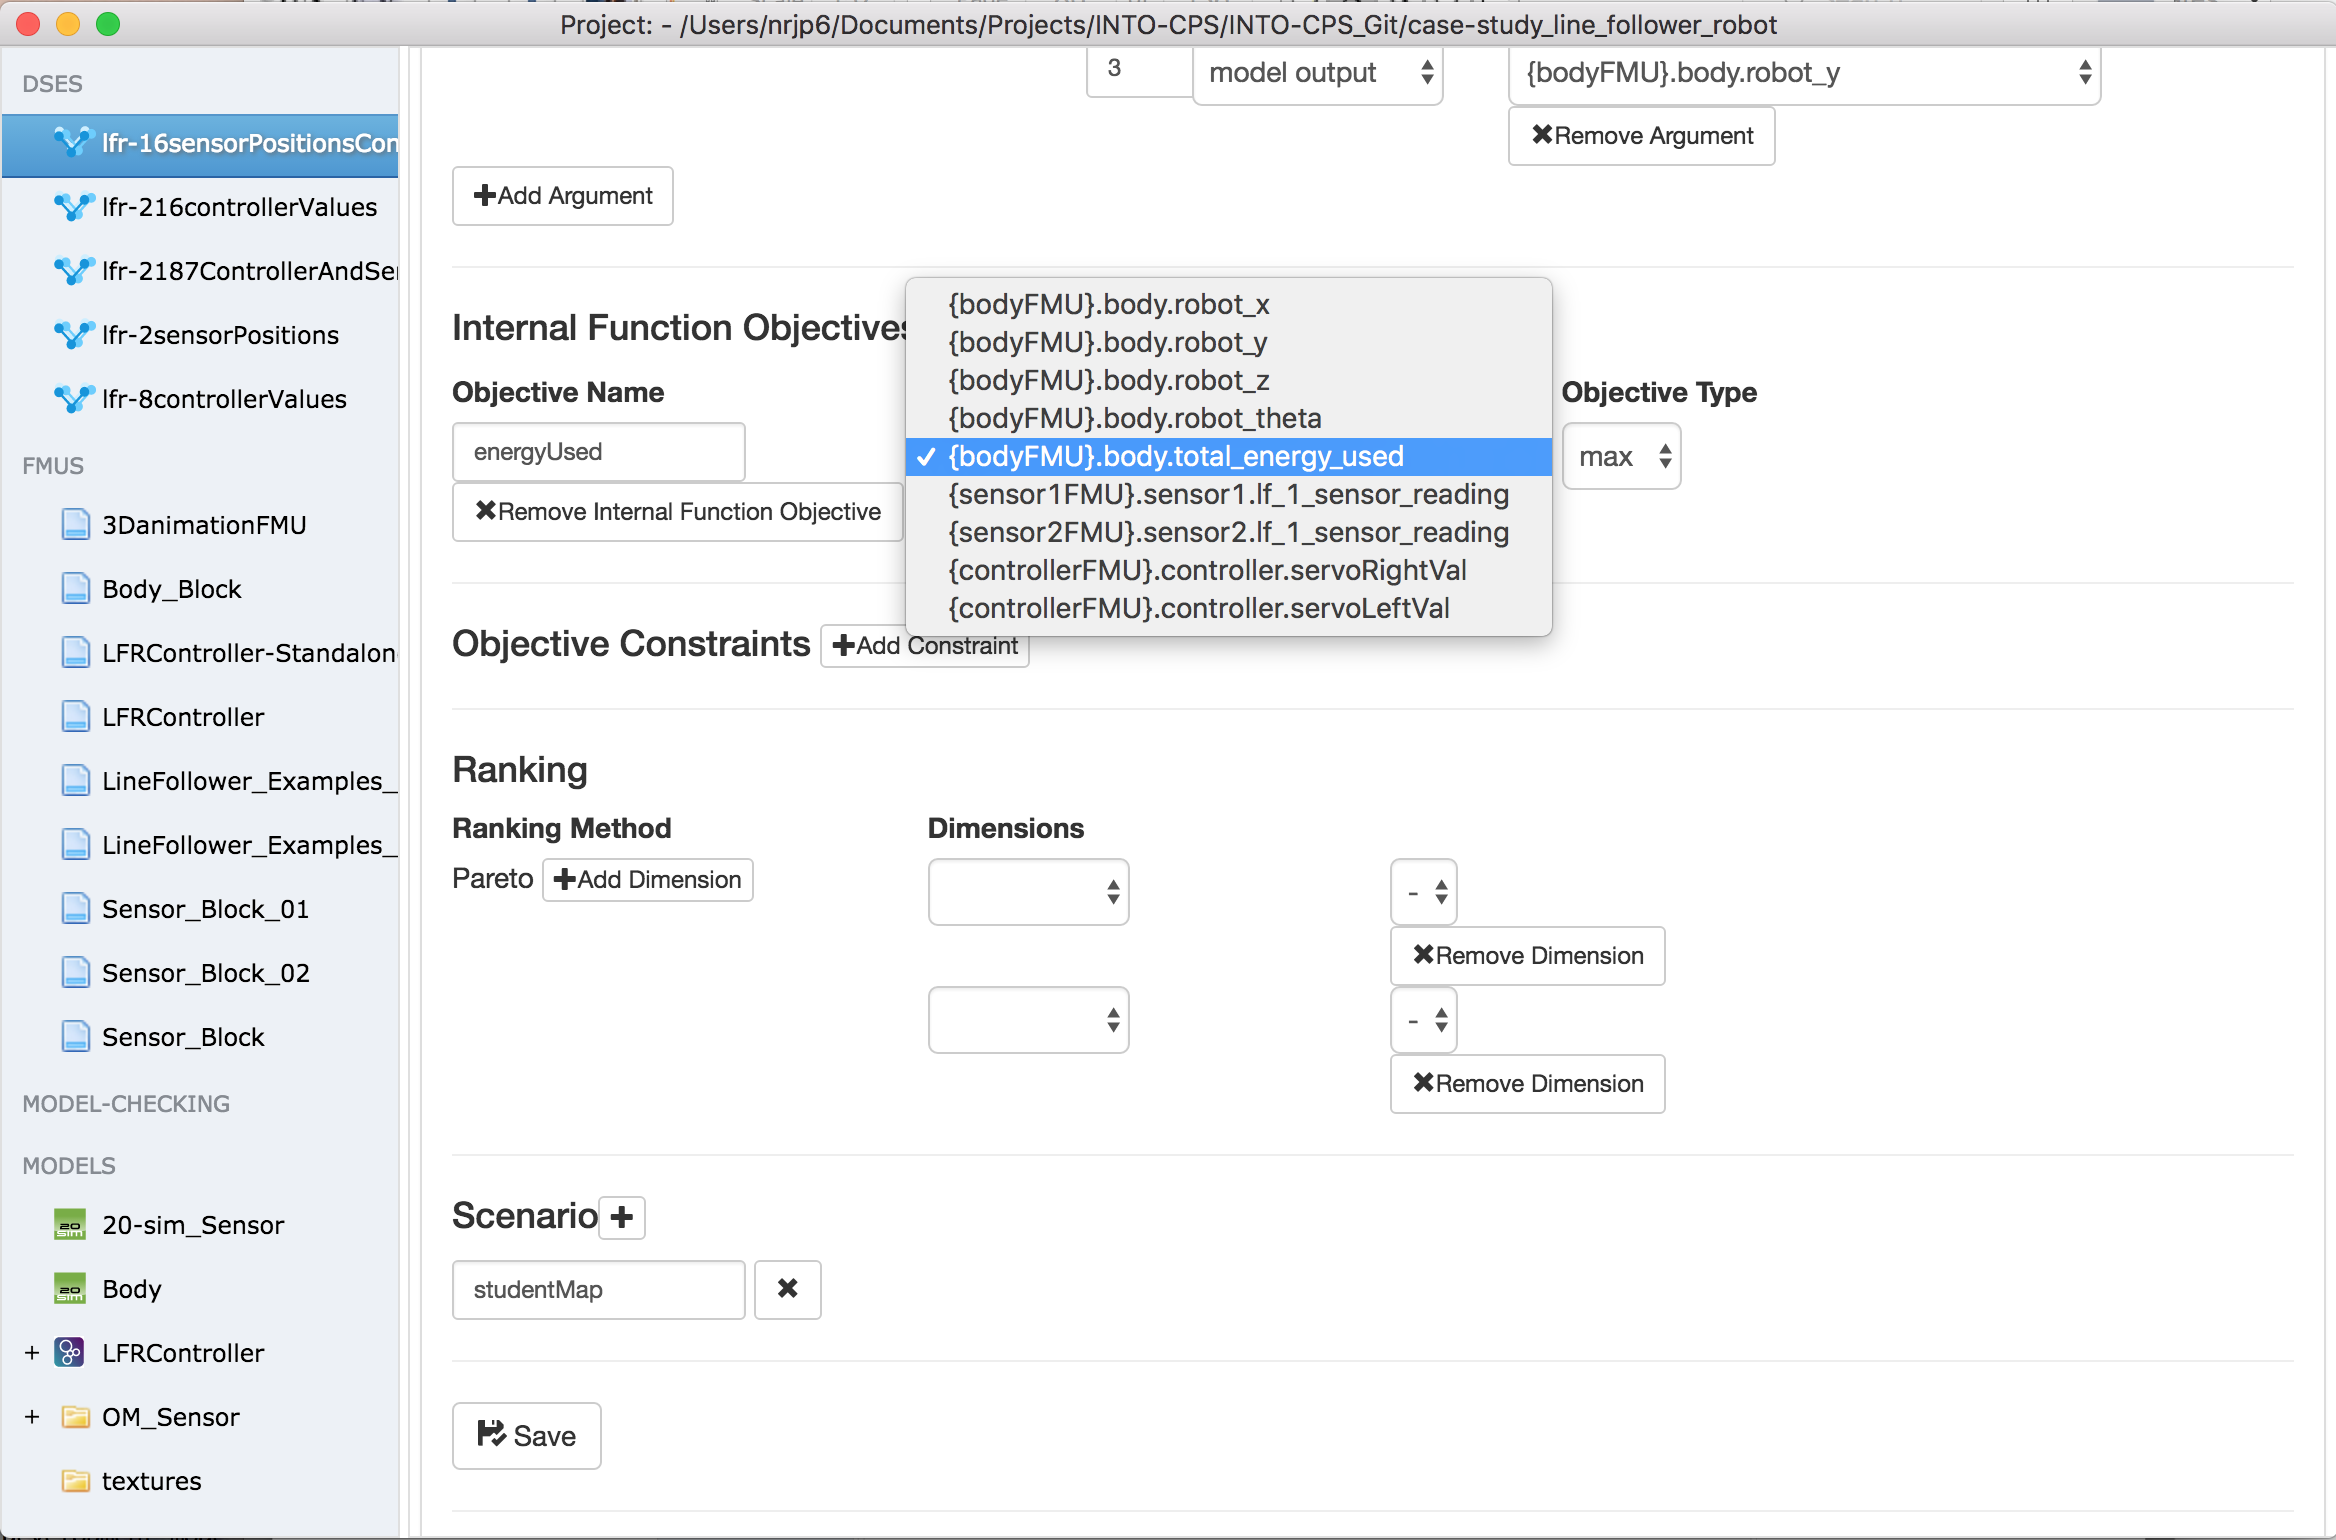 Project: - /Users/nrjp6/Documents/Projects/INTO-CPS/INTO-CPS_Git/case-study_line_follower_robot
DSES
lfr-16sensorPositionsCon
lfr-216controllerValues
lfr-2187ControllerAndSe
lfr-2sensorPositions
lfr-8controllerValues
FMUS
3DanimationFMU
Body_Block
LFRController-Standalon
LFRController
LineFollower_Examples_
LineFollower_Examples_
Sensor_Block_01
Sensor_Block_02
Sensor_Block
MODEL-CHECKING
MODELS
20-sim_Sensor
Body
+ LFRController
+ OM_Sensor
textures
3 model output {bodyFMU}.body.robot_y
Remove Argument
Add Argument
Internal Function Objectives
Objective Name
energyUsed
Remove Internal Function Objective
{bodyFMU}.body.robot_x
{bodyFMU}.body.robot_y
{bodyFMU}.body.robot_z
{bodyFMU}.body.robot_theta
{bodyFMU}.body.total_energy_used
{sensor1FMU}.sensor1.lf_1_sensor_reading
{sensor2FMU}.sensor2.lf_1_sensor_reading
{controllerFMU}.controller.servoRightVal
{controllerFMU}.controller.servoLeftVal
Objective Type
max
Objective Constraints Add Constraint
Ranking
Ranking Method Dimensions
Pareto Add Dimension -
Remove Dimension
-
Remove Dimension
Scenario
studentMap
Save